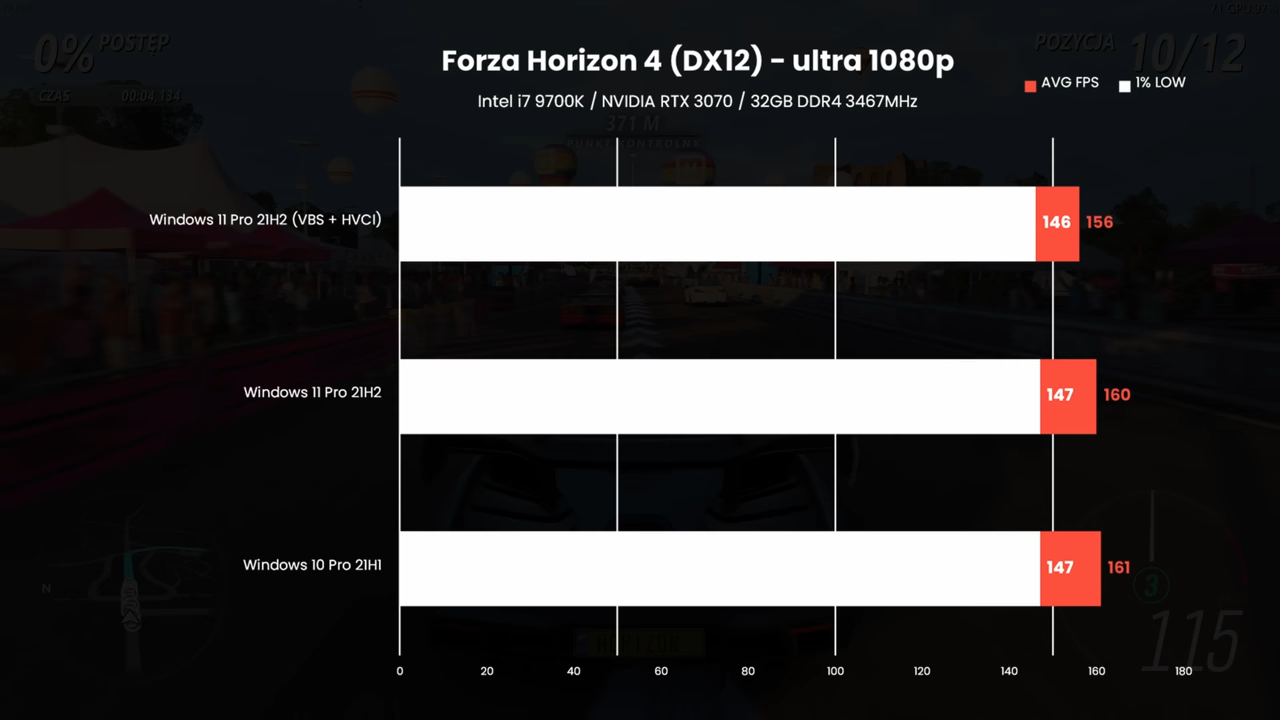 0% POSTĘP
CZAS 00:04,134
POZYCJA 10/12
Forza Horizon 4 (DX12) - ultra 1080p
AVG FPS
1% LOW
Intel i7 9700K / NVIDIA RTX 3070 / 32GB DDR4 3467MHz
371 M
PUNKT KONTROLNY
Windows 11 Pro 21H2 (VBS + HVCI)
146 156
Windows 11 Pro 21H2
147 160
Windows 10 Pro 21H1
147 161
N
3
115
0 20 40 60 80 100 120 140 160 180